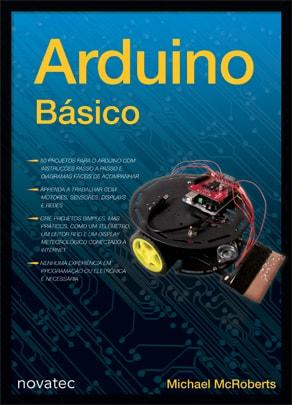 Arduino
Básico
50 PROJETOS PARA O ARDUINO COM
INSTRUÇÕES PASSO A PASSO E
DIAGRAMAS FÁCEIS DE ACOMPANHAR
APRENDA A TRABALHAR COM
MOTORES, SENSORES, DISPLAYS
E REDES
CRIE PROJETOS SIMPLES, MAS
PRÁTICOS, COMO UM TELÊMETRO,
UM LEITOR RFID E UM DISPLAY
METEOROLÓGICO CONECTADO À
INTERNET
NENHUMA EXPERIÊNCIA EM
PROGRAMAÇÃO OU ELETRÔNICA
É NECESSÁRIA
novatec
Michael McRoberts